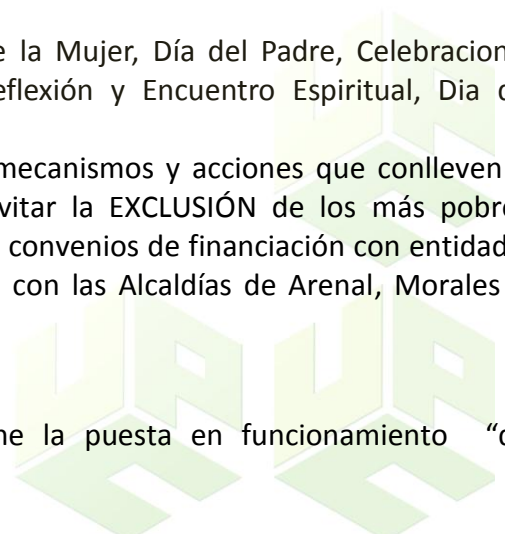 e la Mujer, Día del Padre, Celebracion
eflexión y Encuentro Espiritual, Dia d
mecanismos y acciones que conlleven
vitar la EXCLUSIÓN de los más pobre
convenios de financiación con entidad
con las Alcaldías de Arenal, Morales
ne la puesta en funcionamiento “c